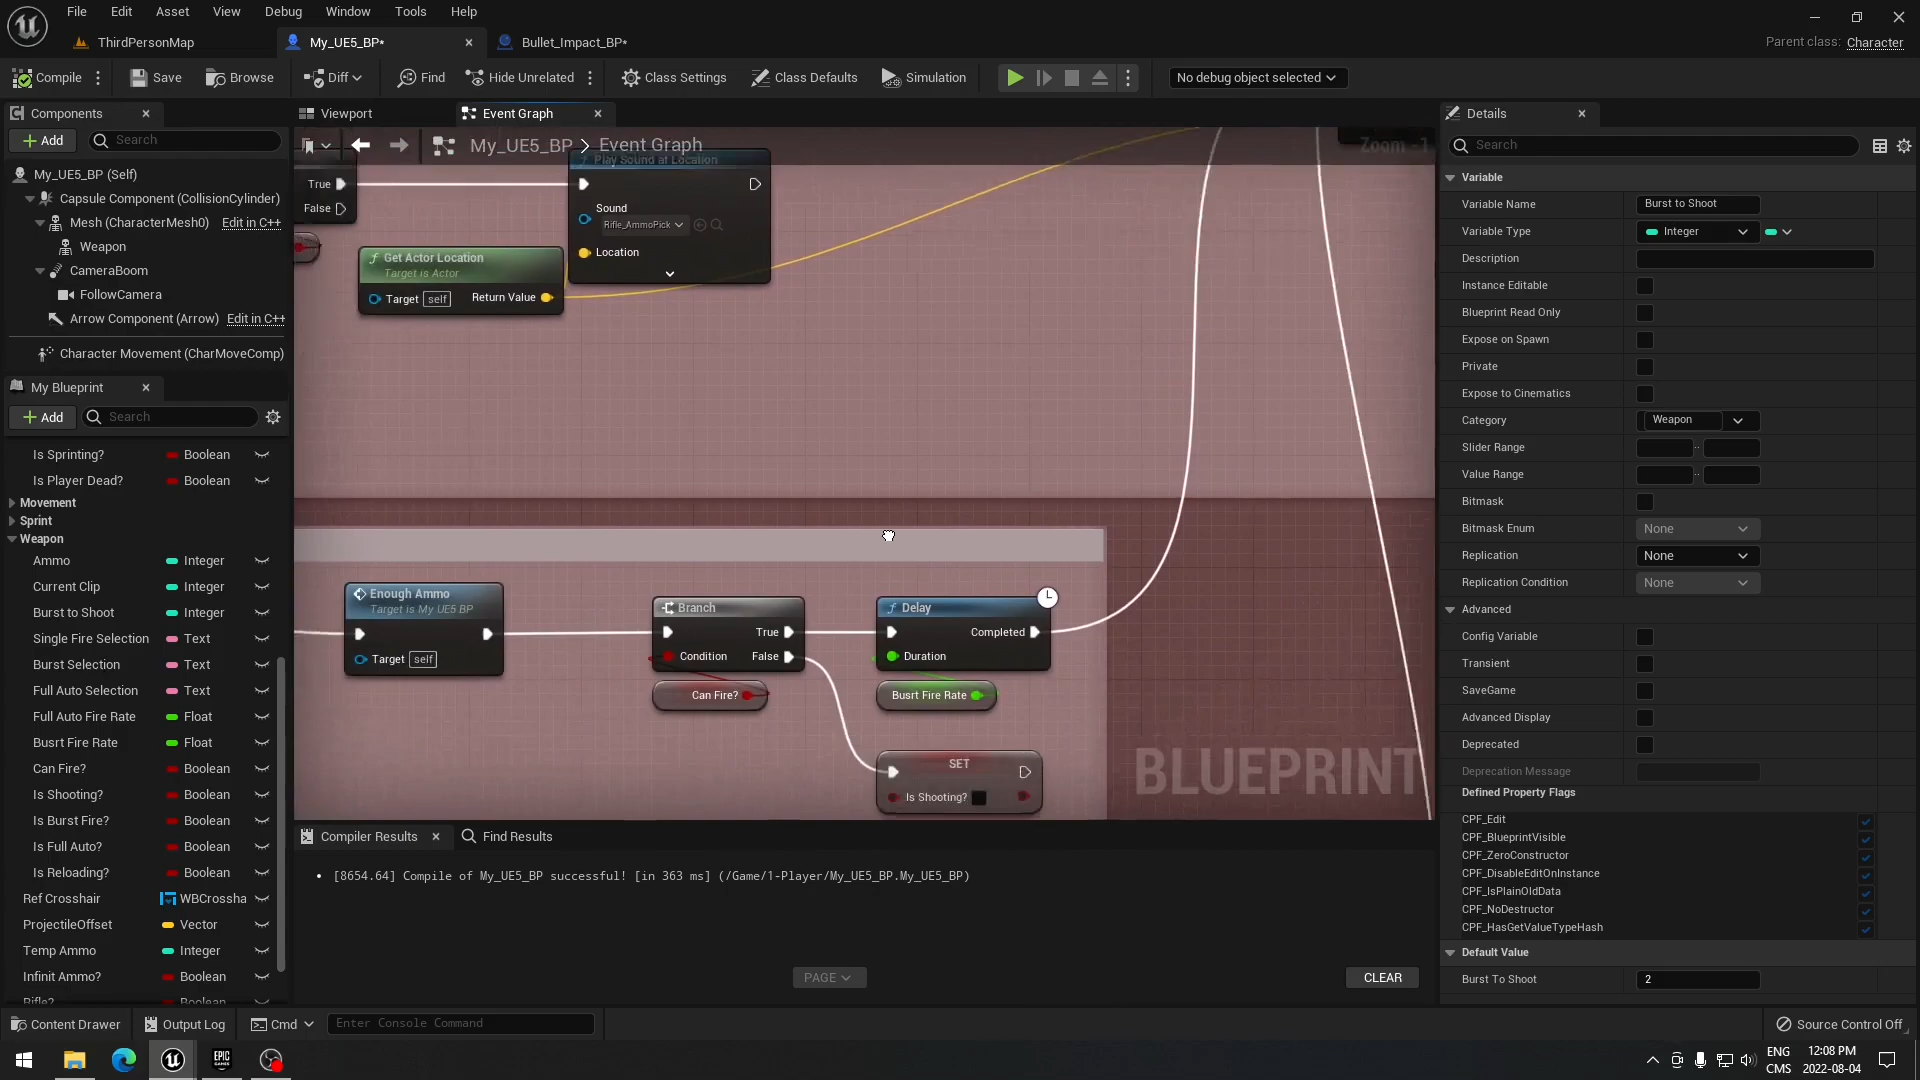 File Edit Asset View Debug Window Tools Help
ThirdPersonMap
My_UE5_BP*
Bullet_Impact_BP*
Parent class: Character
Compile
Save
Browse
Diff
Find
Hide Unrelated
Class Settings
Class Defaults
Simulation
No debug object selected
Components
Add
Search
My_UE5_BP (Self)
Capsule Component (CollisionCylinder)
Mesh (CharacterMesh0) Edit in C++
Weapon
CameraBoom
FollowCamera
Arrow Component (Arrow) Edit in C++
Character Movement (CharMoveComp)
My Blueprint
Add
Search
Is Sprinting? Boolean
Is Player Dead? Boolean
Movement
Sprint
Weapon
Ammo Integer
Current Clip Integer
Burst to Shoot Integer
Single Fire Selection Text
Burst Selection Text
Full Auto Selection Text
Full Auto Fire Rate Float
Busrt Fire Rate Float
Can Fire? Boolean
Is Shooting? Boolean
Is Burst Fire? Boolean
Is Full Auto? Boolean
Is Reloading? Boolean
Ref Crosshair WBCrossha
ProjectileOffset Vector
Temp Ammo Integer
Infinit Ammo? Boolean
Rifle? Boolean
Viewport
Event Graph
My_UE5_BP > Event Graph
Zoom -1
True
False
Play Sound at Location
Sound
Rifle_AmmoPick
Location
Get Actor Location
Target is Actor
Target self Return Value
Enough Ammo
Target is My UE5 BP
Target self
Branch
True
Condition False
Can Fire?
Delay
Completed
Duration
Busrt Fire Rate
SET
Is Shooting?
BLUEPRINT
Compiler Results
Find Results
[8654.64] Compile of My_UE5_BP successful! [in 363 ms] (/Game/1-Player/My_UE5_BP.My_UE5_BP)
PAGE
CLEAR
Details
Search
Variable
Variable Name Burst to Shoot
Variable Type Integer
Description
Instance Editable
Blueprint Read Only
Expose on Spawn
Private
Expose to Cinematics
Category Weapon
Slider Range
Value Range
Bitmask
Bitmask Enum None
Replication None
Replication Condition None
Advanced
Config Variable
Transient
SaveGame
Advanced Display
Deprecated
Deprecation Message
Defined Property Flags
CPF_Edit
CPF_BlueprintVisible
CPF_ZeroConstructor
CPF_DisableEditOnInstance
CPF_IsPlainOldData
CPF_NoDestructor
CPF_HasGetValueTypeHash
Default Value
Burst To Shoot 2
Content Drawer
Output Log
Cmd
Enter Console Command
Source Control Off
EPIC GAMES
ENG
CMS
12:08 PM
2022-08-04